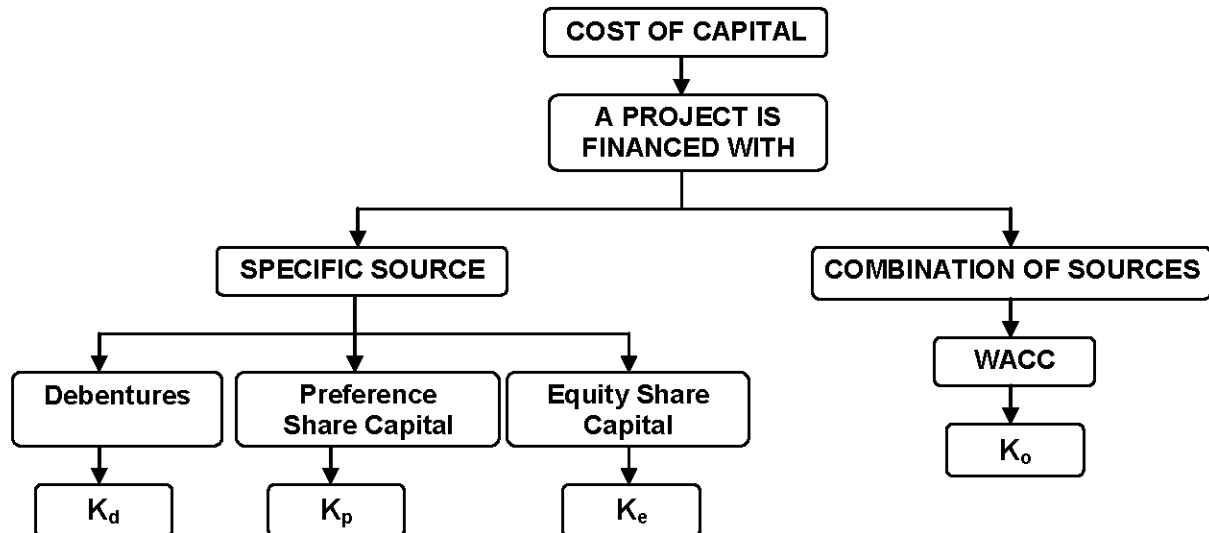 COST OF CAPITAL
A PROJECT IS
FINANCED WITH
SPECIFIC SOURCE
COMBINATION OF SOURCES
WACC
Debentures
Preference
Share Capital
Equity Share
Capital
Kₒ
K_d
Kₚ
Kₑ